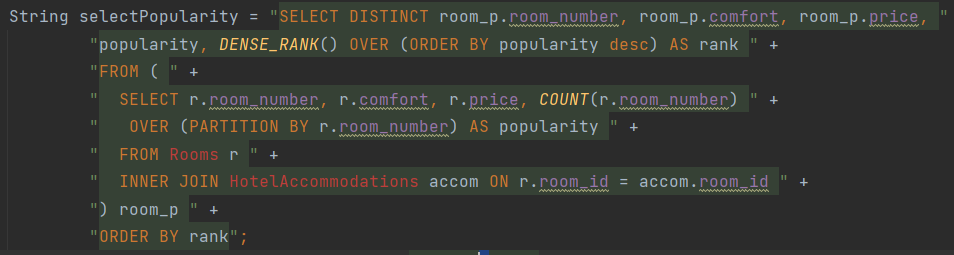 String selectPopularity = "SELECT DISTINCT room_p.room_number, room_p.comfort, room_p.price, "
"popularity, DENSE_RANK() OVER (ORDER BY popularity desc) AS rank " +
"FROM ( " +
"  SELECT r.room_number, r.comfort, r.price, COUNT(r.room_number) " +
"   OVER (PARTITION BY r.room_number) AS popularity " +
"  FROM Rooms r " +
"  INNER JOIN HotelAccommodations accom ON r.room_id = accom.room_id " +
") room_p " +
"ORDER BY rank";